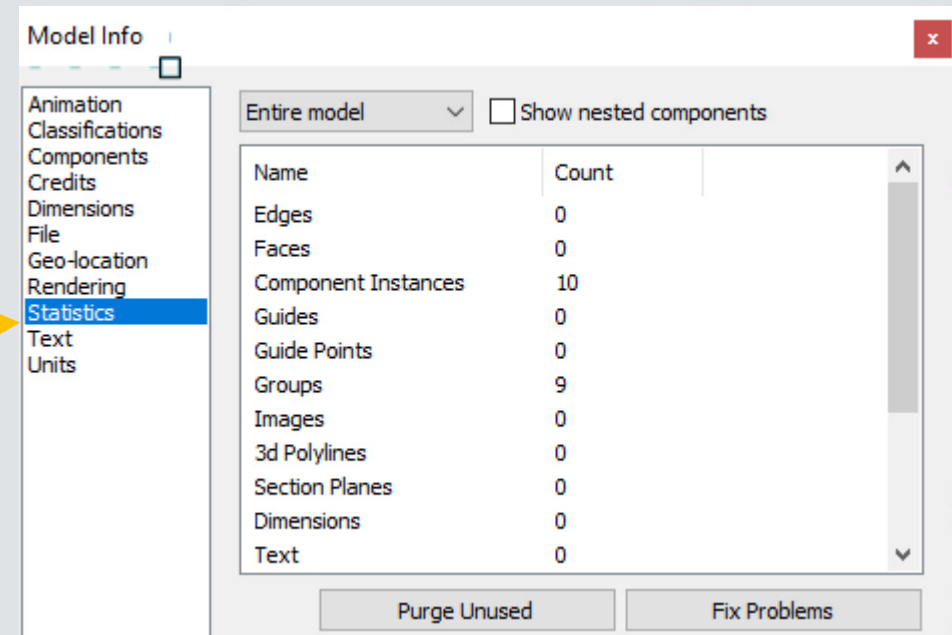 Model Info
x
Animation
Classifications
Components
Credits
Dimensions
File
Geo-location
Rendering
Statistics
Text
Units
Entire model
Show nested components
Name Count
Edges 0
Faces 0
Component Instances 10
Guides 0
Guide Points 0
Groups 9
Images 0
3d Polylines 0
Section Planes 0
Dimensions 0
Text 0
Purge Unused
Fix Problems